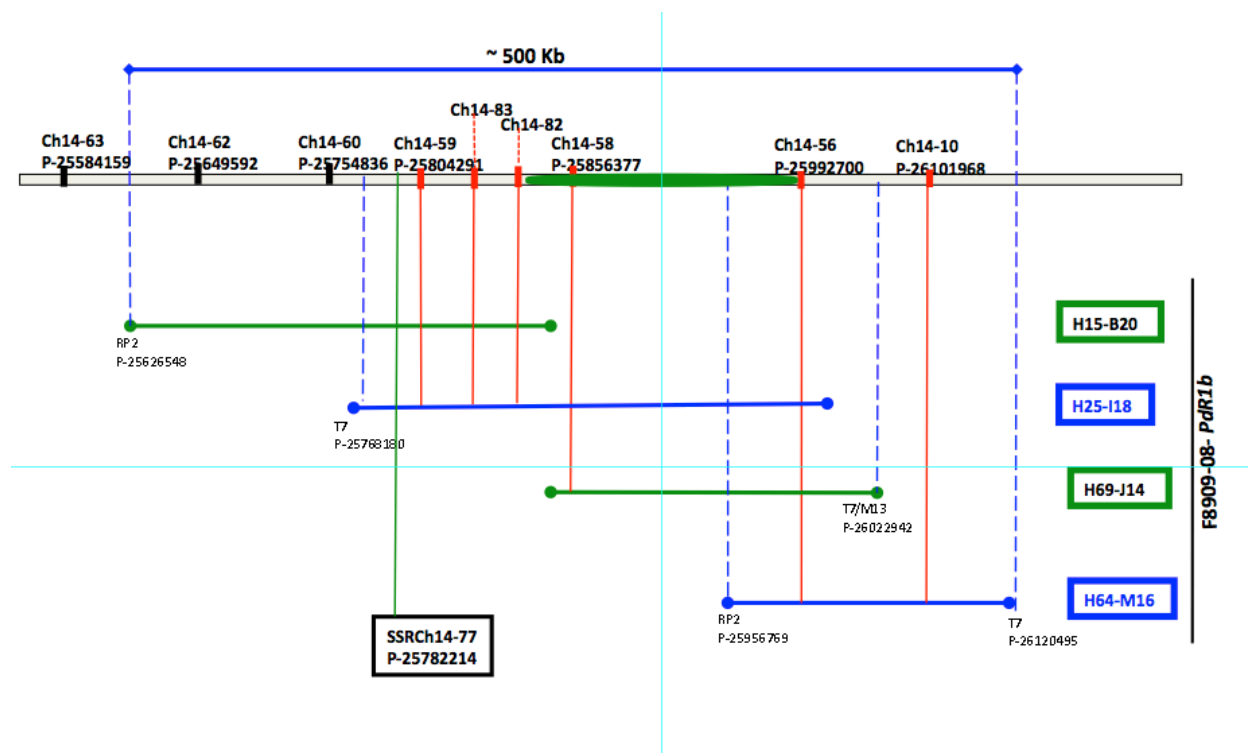 ~ 500 Kb
Ch14-83
Ch14-82
Ch14-63
P-25584159
Ch14-62
P-25649592
Ch14-60
P-25754836
Ch14-59
P-25804291
Ch14-58
P-25856377
Ch14-56
P-25992700
Ch14-10
P-26101968
RP2
P-25626548
H15-B20
T7
P-25768180
H25-I18
T7/M13
P-26022942
H69-J14
RP2
P-25956769
T7
P-26120495
H64-M16
SSRCh14-77
P-25782214
F8909-08- PdR1b